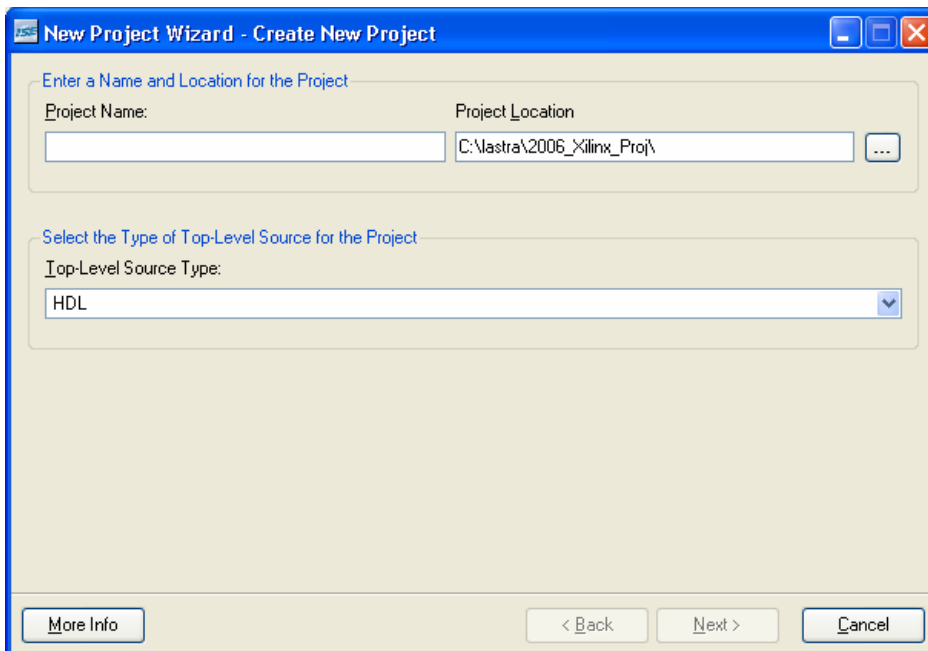 ISE New Project Wizard - Create New Project
Enter a Name and Location for the Project
Project Name: Project Location
C:\lastra\2006_Xilinx_Proj\ ...
Select the Type of Top-Level Source for the Project
Top-Level Source Type:
HDL
More Info < Back Next > Cancel